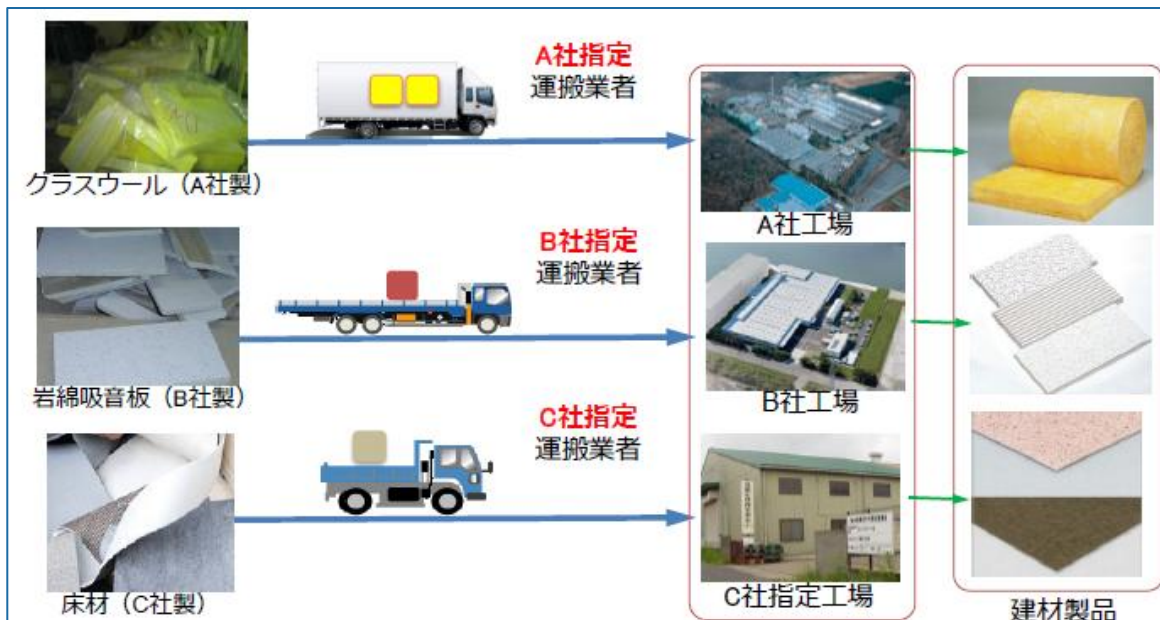 A社指定
運搬業者
グラスウール（A社製）
A社工場
B社指定
運搬業者
岩綿吸音板（B社製）
B社工場
C社指定
運搬業者
床材（C社製）
C社指定工場
建材製品